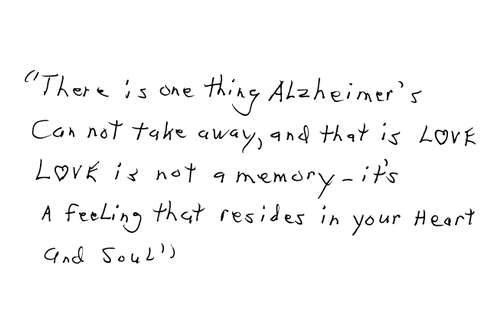 "There is one thing Alzheimer's
Can not take away, and that is LOVE
LOVE is not a memory - it's
A feeling that resides in your Heart
and Soul"